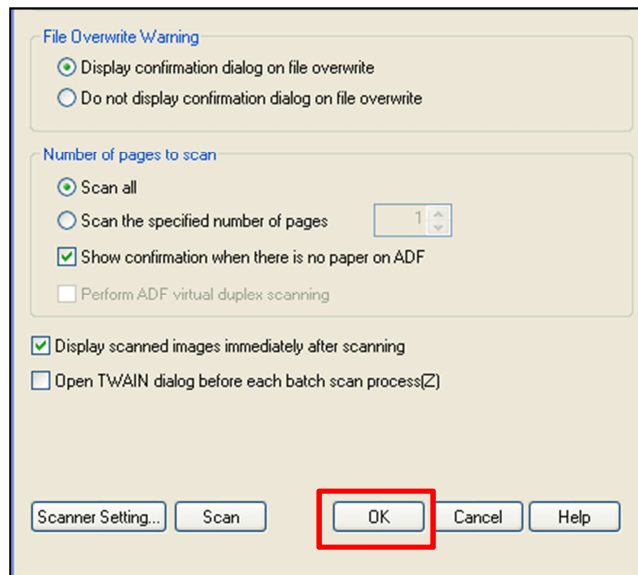 File Overwrite Warning
Display confirmation dialog on file overwrite
Do not display confirmation dialog on file overwrite
Number of pages to scan
Scan all
Scan the specified number of pages 1
Show confirmation when there is no paper on ADF
Perform ADF virtual duplex scanning
Display scanned images immediately after scanning
Open TWAIN dialog before each batch scan process(Z)
Scanner Setting... Scan OK Cancel Help